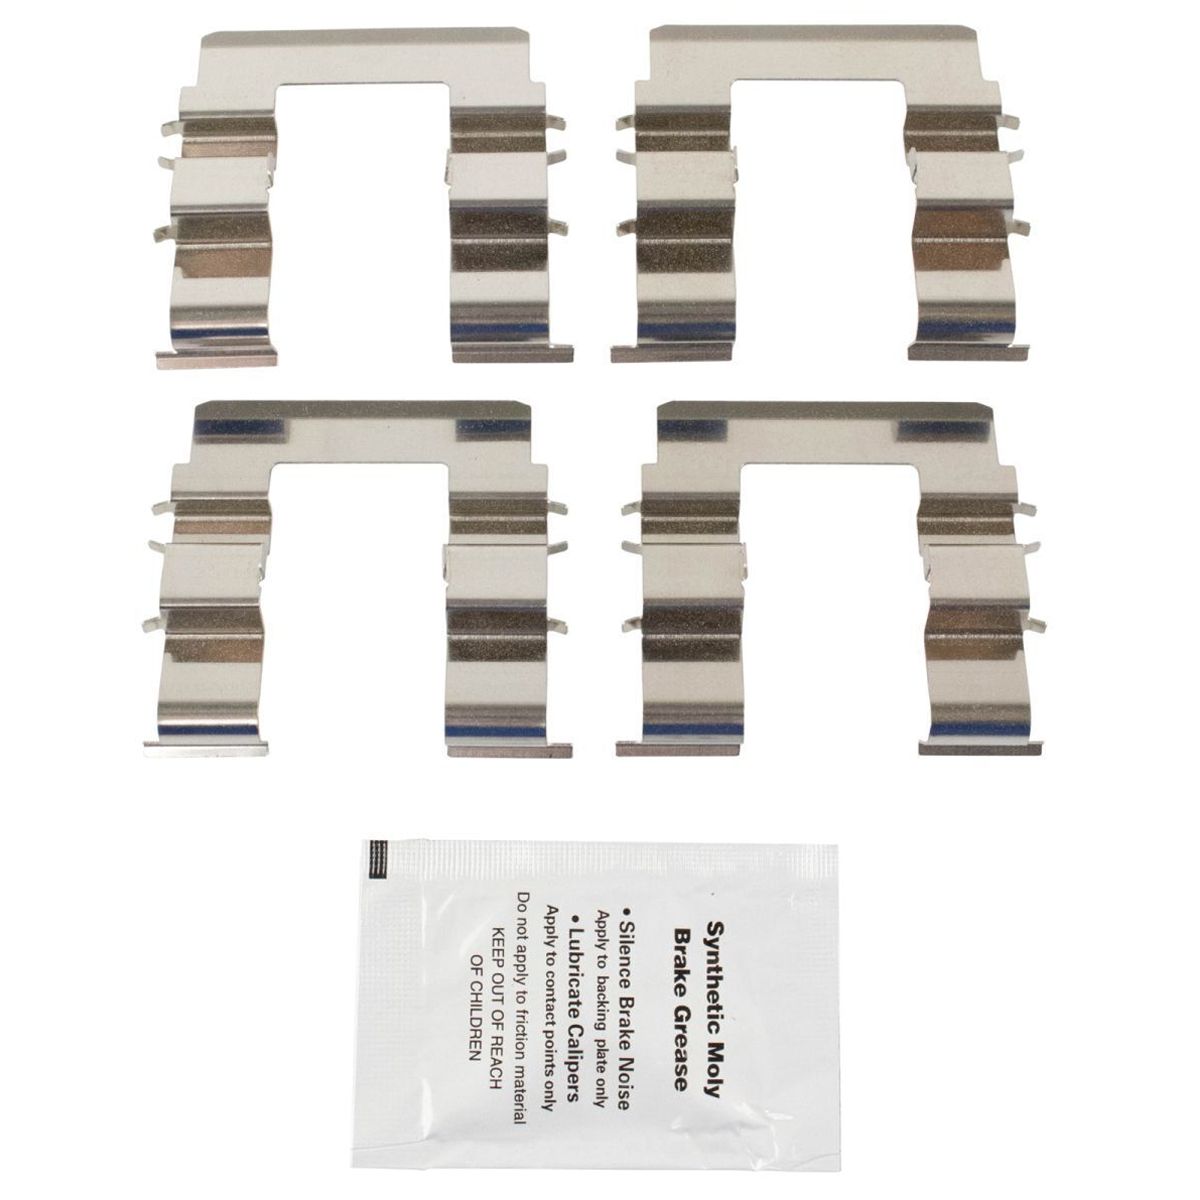 Synthetic Moly
Brake Grease
• Silence Brake Noise
Apply to backing plate only
• Lubricate Calipers
Apply to contact points only
Do not apply to friction material
KEEP OUT OF REACH
OF CHILDREN